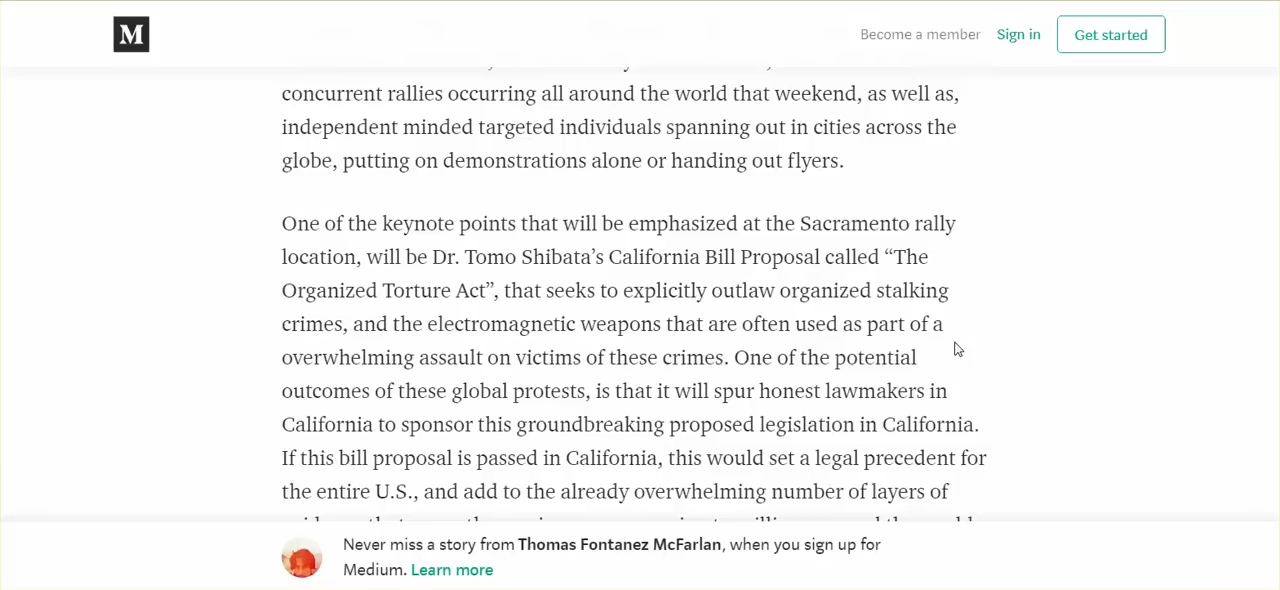 M
Become a member Sign in Get started
concurrent rallies occurring all around the world that weekend, as well as,
independent minded targeted individuals spanning out in cities across the
globe, putting on demonstrations alone or handing out flyers.
One of the keynote points that will be emphasized at the Sacramento rally
location, will be Dr. Tomo Shibata’s California Bill Proposal called “The
Organized Torture Act”, that seeks to explicitly outlaw organized stalking
crimes, and the electromagnetic weapons that are often used as part of a
overwhelming assault on victims of these crimes. One of the potential
outcomes of these global protests, is that it will spur honest lawmakers in
California to sponsor this groundbreaking proposed legislation in California.
If this bill proposal is passed in California, this would set a legal precedent for
the entire U.S., and add to the already overwhelming number of layers of
Never miss a story from Thomas Fontanez McFarlan, when you sign up for
Medium. Learn more